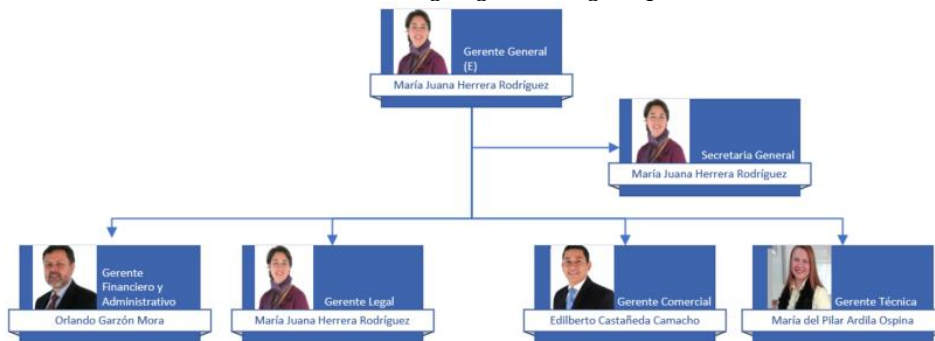 Gerente General
(E)
María Juana Herrera Rodríguez
Secretaria General
María Juana Herrera Rodríguez
Gerente
Financiero y
Administrativo
Orlando Garzón Mora
Gerente Legal
María Juana Herrera Rodríguez
Gerente Comercial
Edilberto Castañeda Camacho
Gerente Técnica
María del Pilar Ardila Ospina